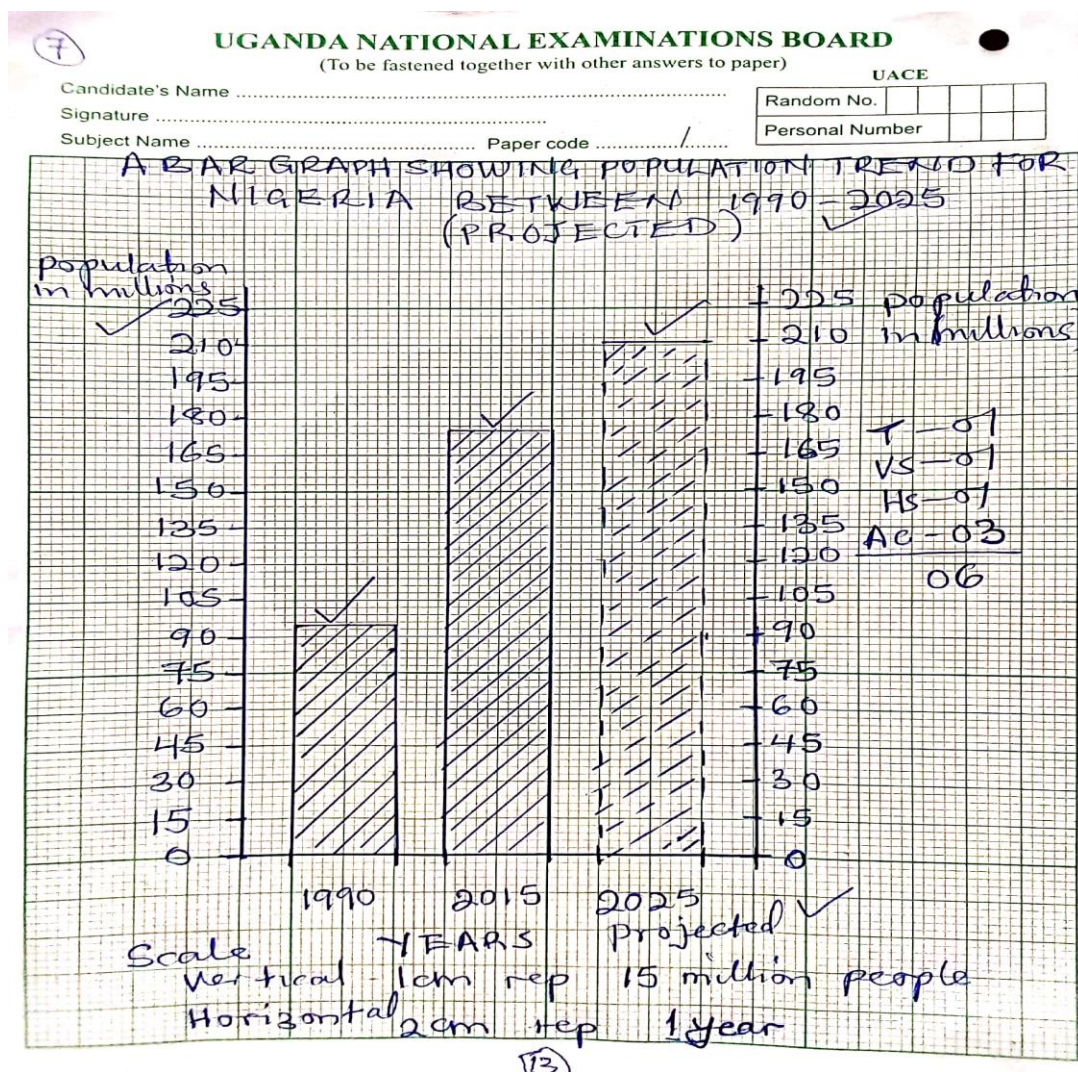 7
UGANDA NATIONAL EXAMINATIONS BOARD
(To be fastened together with other answers to paper)
UACE
Candidate's Name
Random No.
Signature
Personal Number
Subject Name Paper code /
A BAR GRAPH SHOWING POPULATION TREND FOR
NIGERIA BETWEEN 1990 - 2025
(PROJECTED)
population
in millions
225
210
195
180
165
150
135
120
105
90
75
60
45
30
15
0
225 population
210 in millions
195
180
165
150
135
120
105
90
75
60
45
30
15
0
T - 01
VS - 01
HS - 01
AC - 03
06
1990 2015 2025
YEARS projected
Scale
Vertical 1cm rep 15 million people
Horizontal 2cm rep 1 year
13